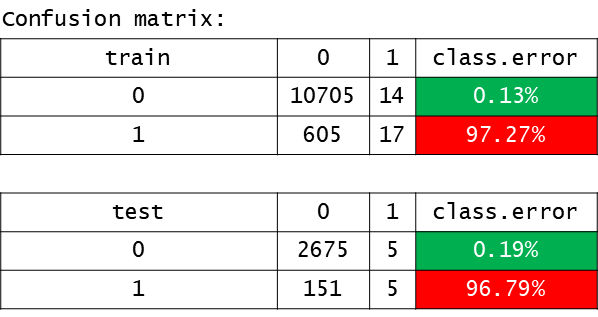 Confusion matrix:
train 0 1 class.error
0 10705 14 0.13%
1 605 17 97.27%
test 0 1 class.error
0 2675 5 0.19%
1 151 5 96.79%